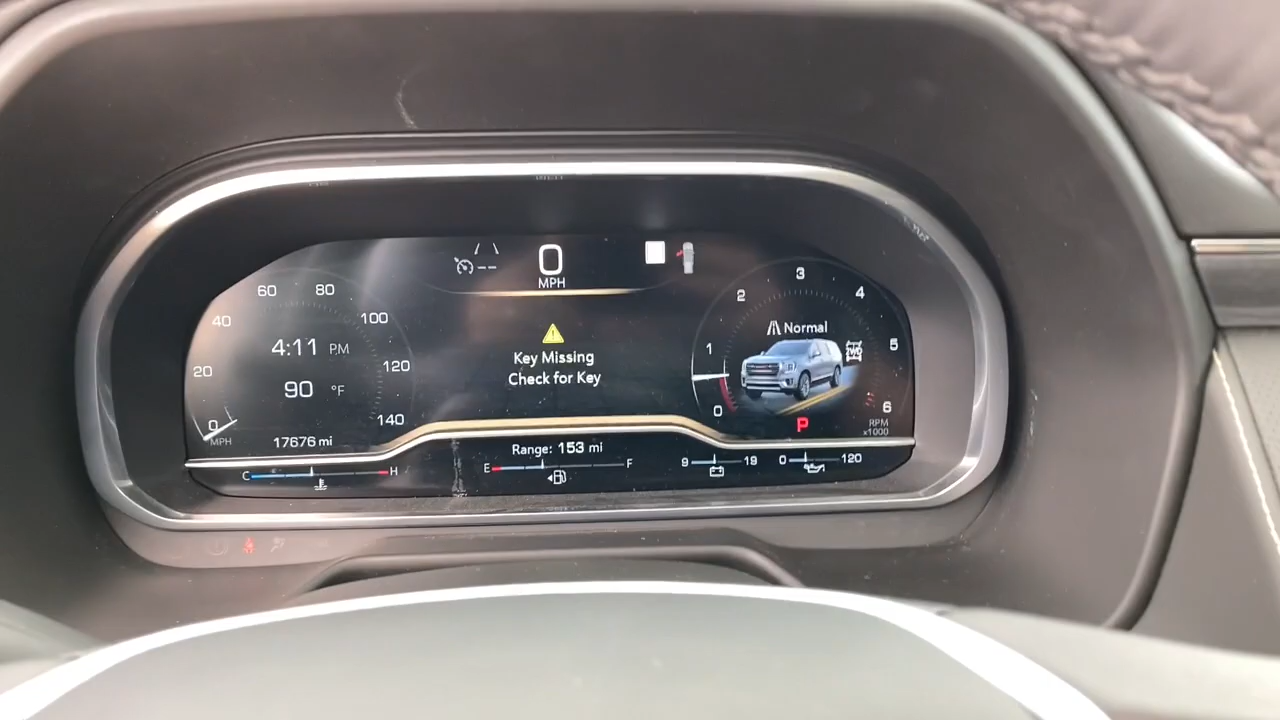 0
MPH
60 80
40 100
20 120
0 140
MPH
4:11 PM
90 °F
17676 mi
C H
Key Missing
Check for Key
Range: 153 mi
E F
3
2 4
1 5
0 6
Normal
2WD
P
RPM
x1000
9 19
0 120